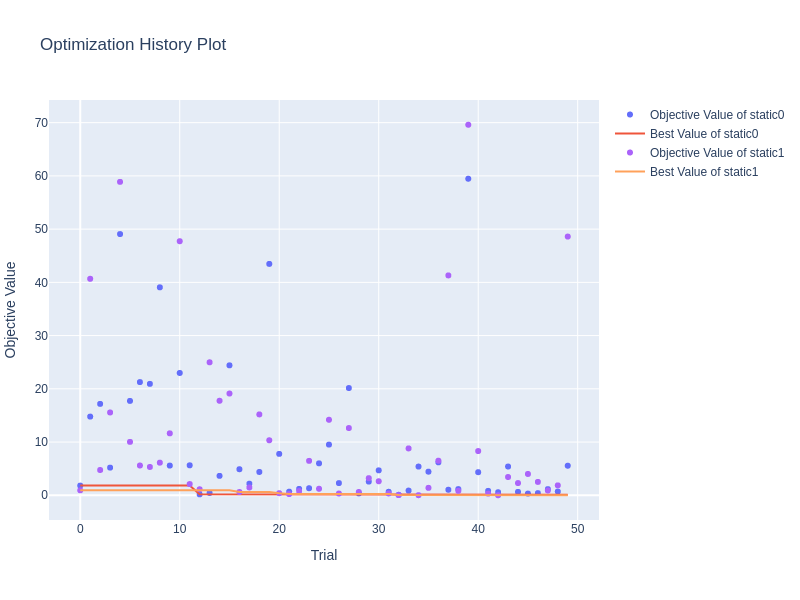 Optimization History Plot
Objective Value of static0
Best Value of static0
Objective Value of static1
Best Value of static1
70
60
50
40
30
20
10
0
Objective Value
0 10 20 30 40 50
Trial